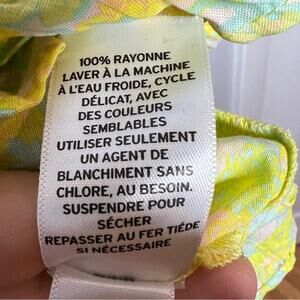 100% RAYONNE
LAVER À LA MACHINE
À L'EAU FROIDE, CYCLE
DÉLICAT, AVEC
DES COULEURS
SEMBLABLES
UTILISER SEULEMENT
UN AGENT DE
BLANCHIMENT SANS
CHLORE, AU BESOIN.
SUSPENDRE POUR
SÉCHER
REPASSER AU FER TIÉDE
SI NÉCESSAIRE